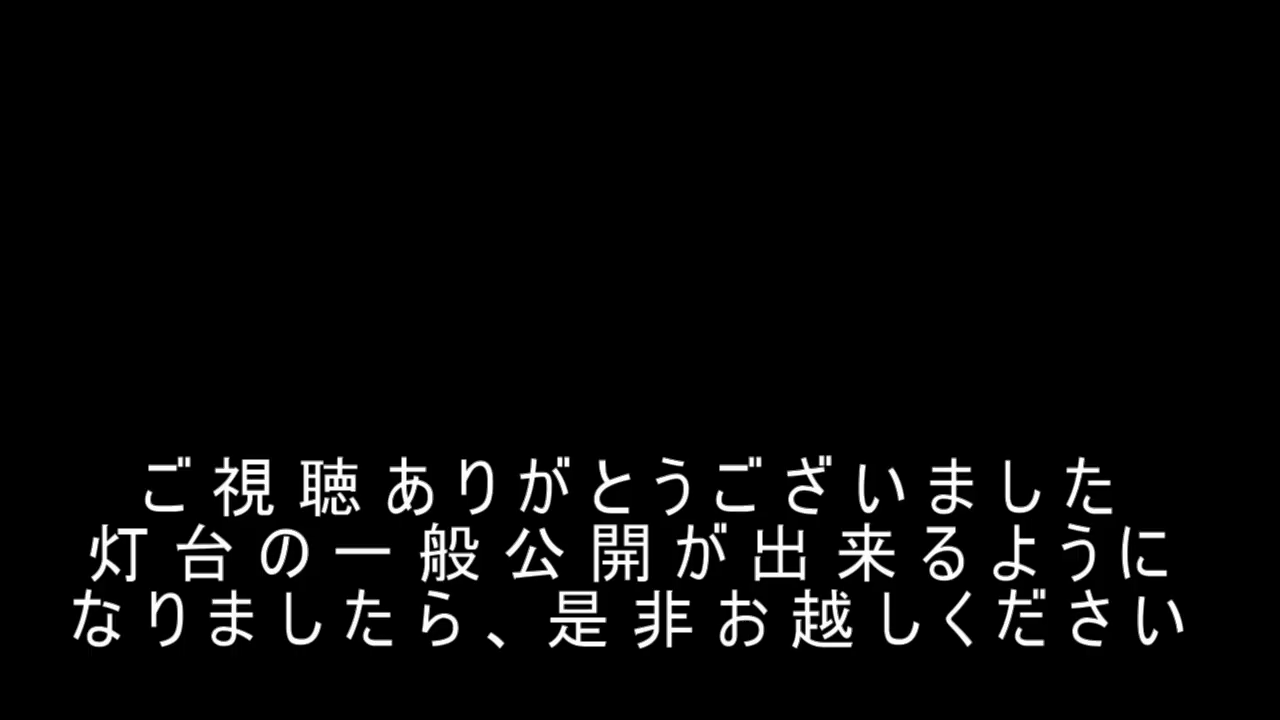 ご視聴ありがとうございました
灯台の一般公開が出来るように
なりましたら、是非お越しください